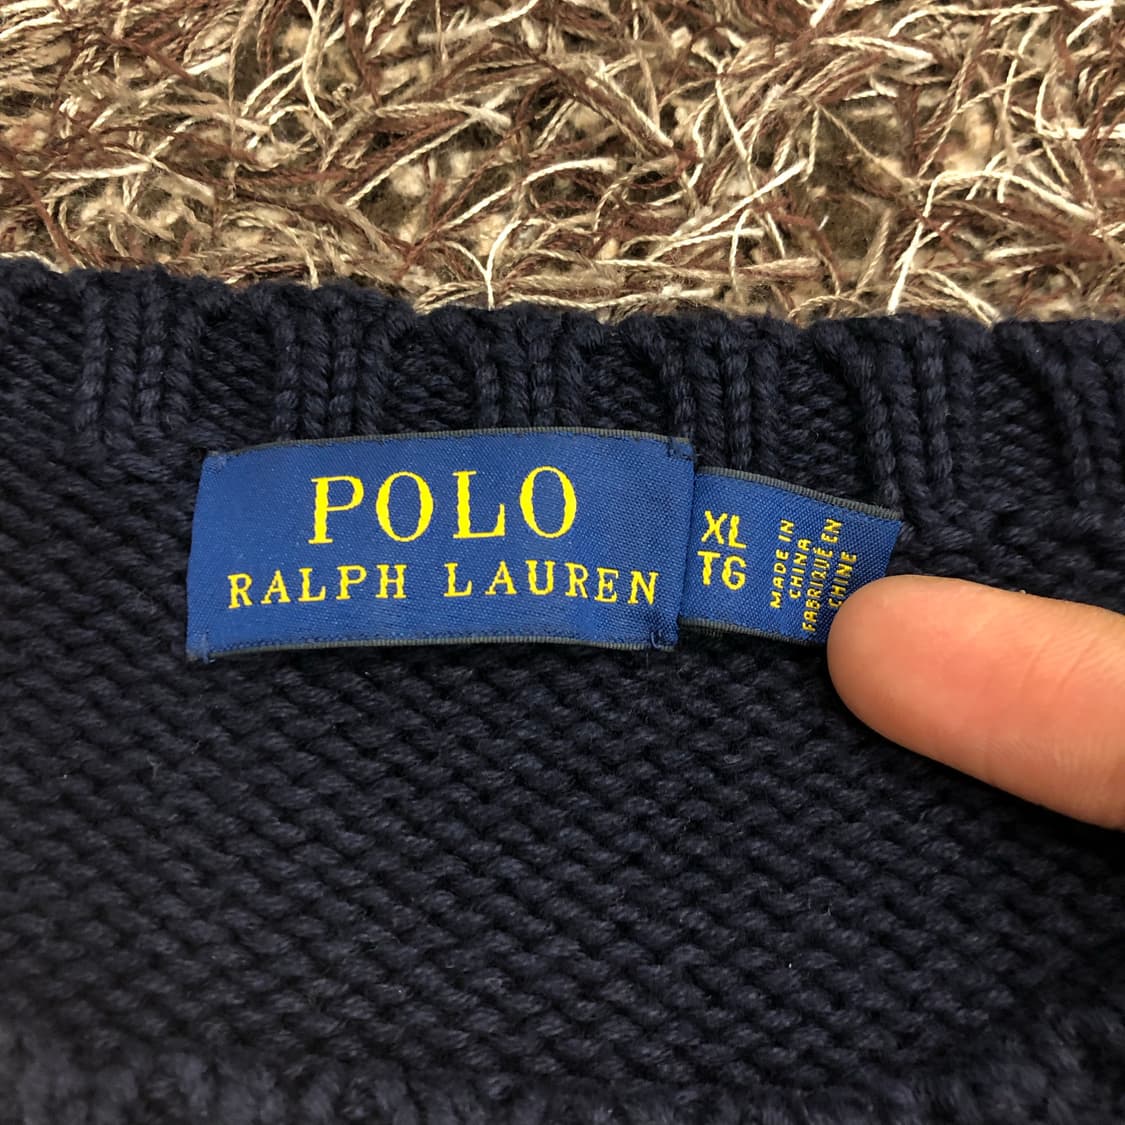 POLO
RALPH LAUREN
XL
TG
MADE IN
CHINA
FABRIQUÉ EN
CHINE